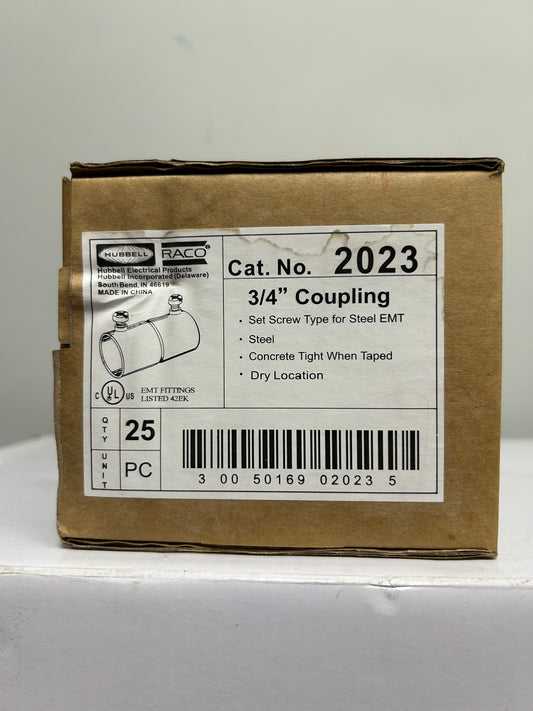 HUBBELL RACO®
Hubbell Electrical Products
Hubbell Incorporated (Delaware)
South Bend, IN 46619
MADE IN CHINA
Cat. No. 2023
3/4” Coupling
• Set Screw Type for Steel EMT
• Steel
• Concrete Tight When Taped
• Dry Location
C UL US
EMT FITTINGS
LISTED 42EK
QTY 25
UNIT PC
3 00 50169 02023 5